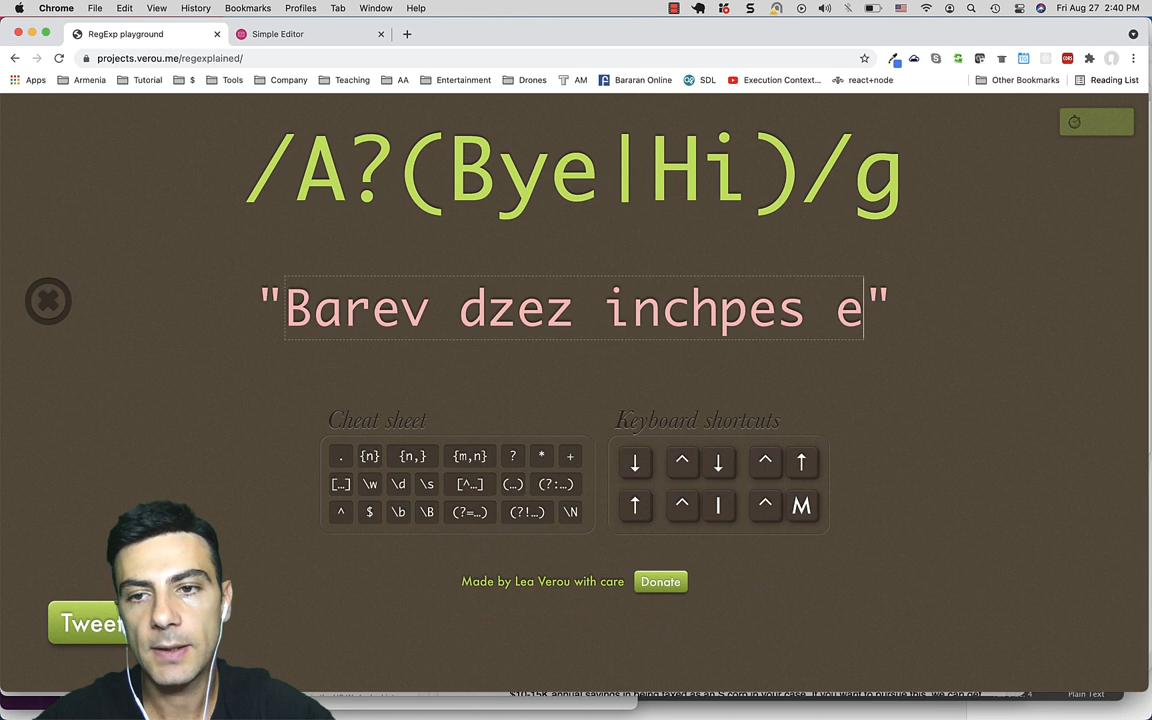 Chrome File Edit View History Bookmarks Profiles Tab Window Help Fri Aug 27 2:40 PM
RegExp playground Simple Editor
projects.verou.me/regexplained/
Apps Armenia Tutorial $ Tools Company Teaching AA Entertainment Drones AM Bararan Online SDL Execution Context... react+node Other Bookmarks Reading List
/A?(Bye|Hi)/g
"Barev dzez inchpes e"
Cheat sheet
. {n} {n,} {m,n} ? * +
[…] \w \d \s [^…] (…) (?:…)
^ $ \b \B (?=…) (?!…) \N
Keyboard shortcuts
↓ ^ ↓ ^ ↑
↑ ^ I ^ M
Made by Lea Verou with care Donate
Tweet
Plain Text